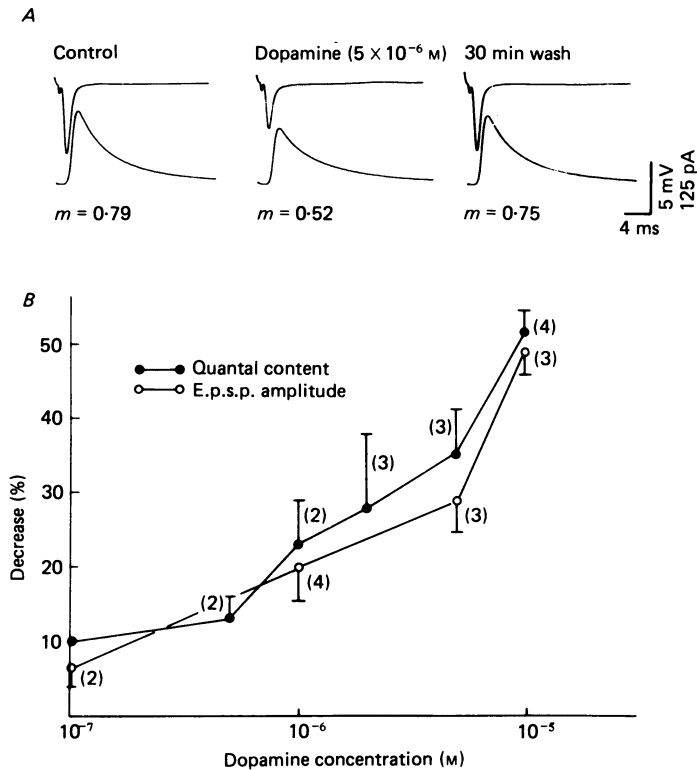 A
Control
Dopamine (5 × 10⁻⁶ M)
30 min wash
m = 0·79
m = 0·52
m = 0·75
5 mV
125 pA
4 ms
B
Quantal content
E.p.s.p. amplitude
Decrease (%)
50
40
30
20
10
(2)
(2)
(2)
(4)
(3)
(3)
(3)
(4)
(3)
10⁻⁷
10⁻⁶
10⁻⁵
Dopamine concentration (M)